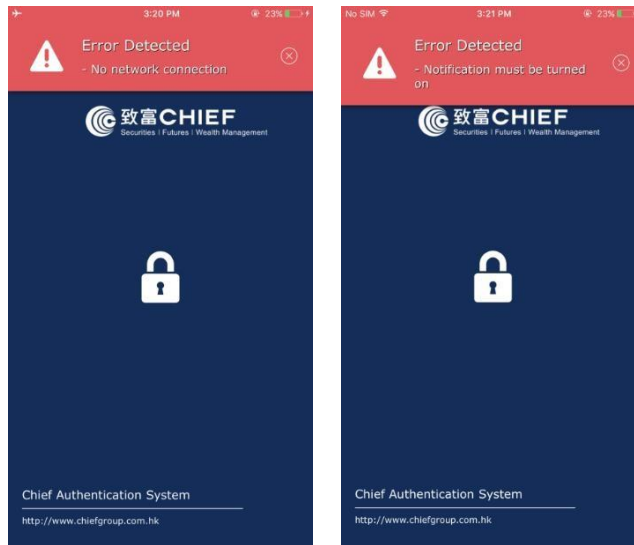 3:20 PM
23%
Error Detected
- No network connection
致富CHIEF
Securities | Futures | Wealth Management
Chief Authentication System
http://www.chiefgroup.com.hk
No SIM
3:21 PM
23%
Error Detected
- Notification must be turned
on
致富CHIEF
Securities | Futures | Wealth Management
Chief Authentication System
http://www.chiefgroup.com.hk